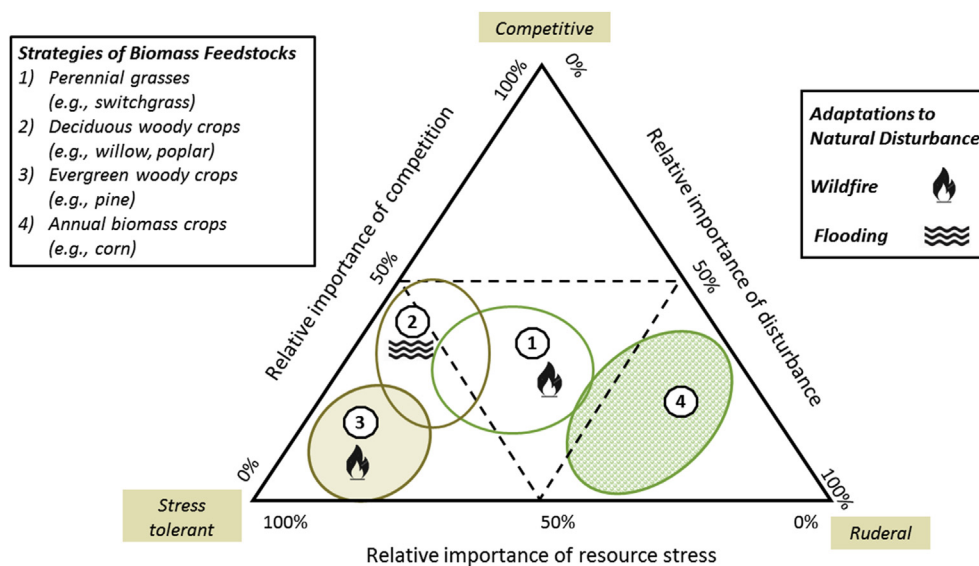 Competitive
Strategies of Biomass Feedstocks
1) Perennial grasses
(e.g., switchgrass)
2) Deciduous woody crops
(e.g., willow, poplar)
3) Evergreen woody crops
(e.g., pine)
4) Annual biomass crops
(e.g., corn)
100%
0%
Adaptations to
Natural Disturbance
Wildfire
Flooding
Relative importance of competition
Relative importance of disturbance
50%
50%
2
1
4
3
0%
100%
Stress
tolerant
100%
50%
0%
Ruderal
Relative importance of resource stress